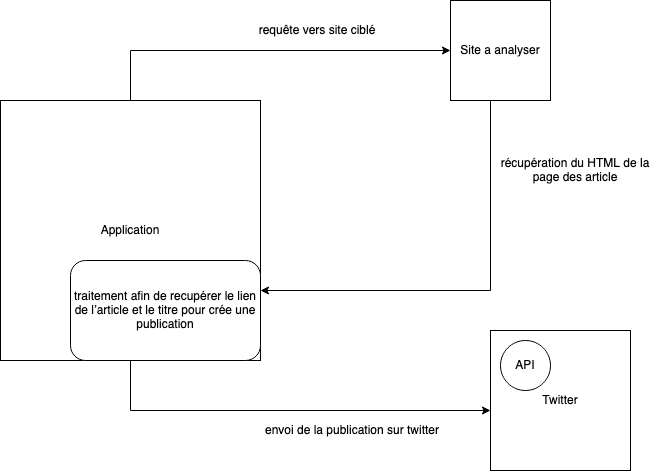 requête vers site ciblé
Site a analyser
récupération du HTML de la
page des article
Application
traitement afin de recupérer le lien
de l'article et le titre pour crée une
publication
API
Twitter
envoi de la publication sur twitter